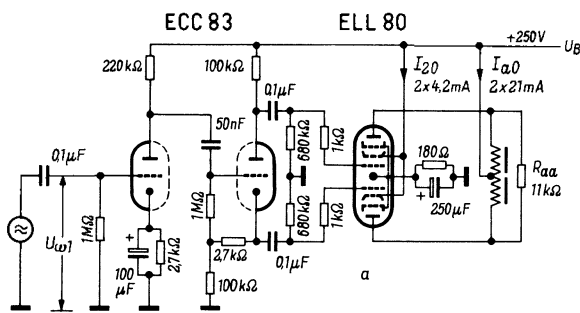 ECC 83
ELL 80
+250V
U_B
220kΩ
100kΩ
0,1μF
I_20
2x4,2mA
I_a0
2x21mA
50nF
680kΩ
1kΩ
0,1μF
180Ω
R_aa
11kΩ
+
250μF
U_ω1
1MΩ
+
100
μF
2,7kΩ
1MΩ
2,7kΩ
100kΩ
0,1μF
680kΩ
1kΩ
a